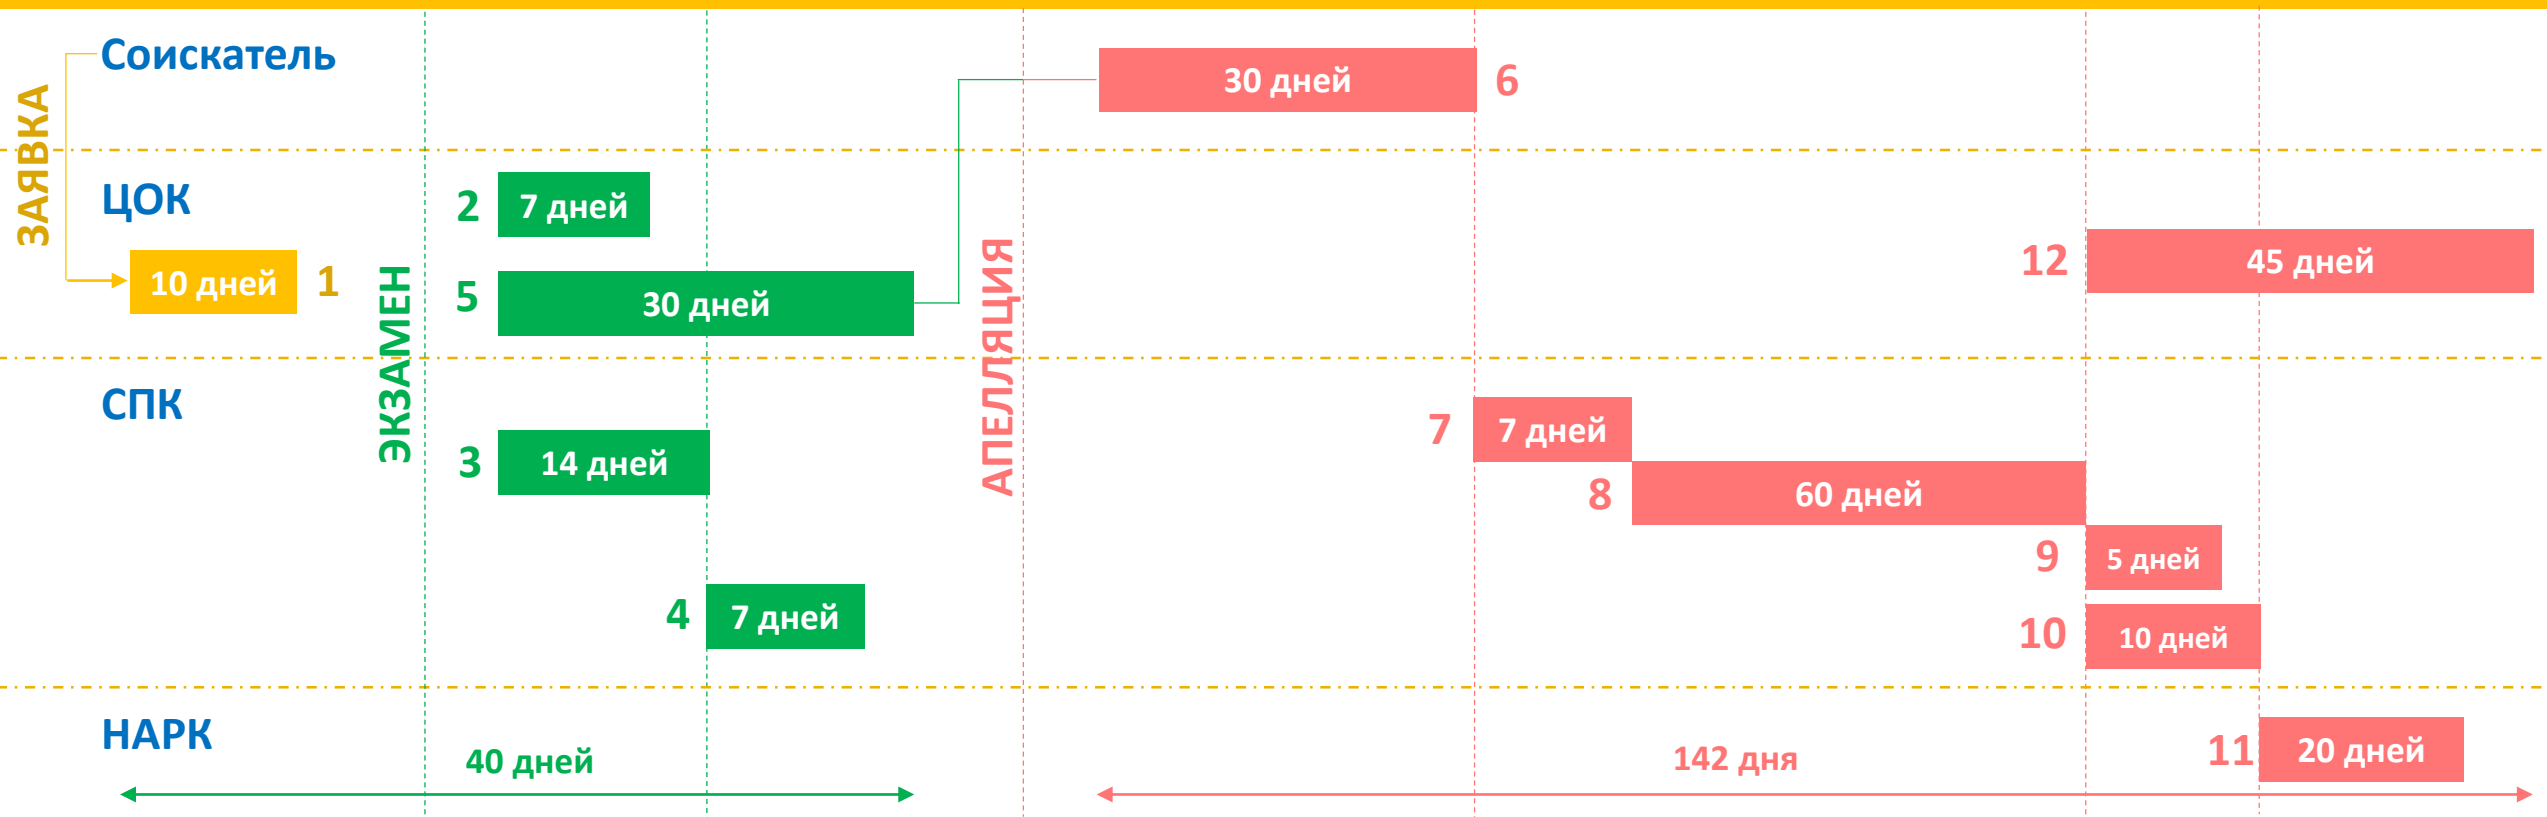 Соискатель
ЗАЯВКА
30 дней
6
ЦОК
2
7 дней
10 дней
1
5
30 дней
12
45 дней
ЭКЗАМЕН
АПЕЛЛЯЦИЯ
СПК
3
14 дней
7
7 дней
8
60 дней
9
5 дней
4
7 дней
10
10 дней
НАРК
40 дней
142 дня
11
20 дней